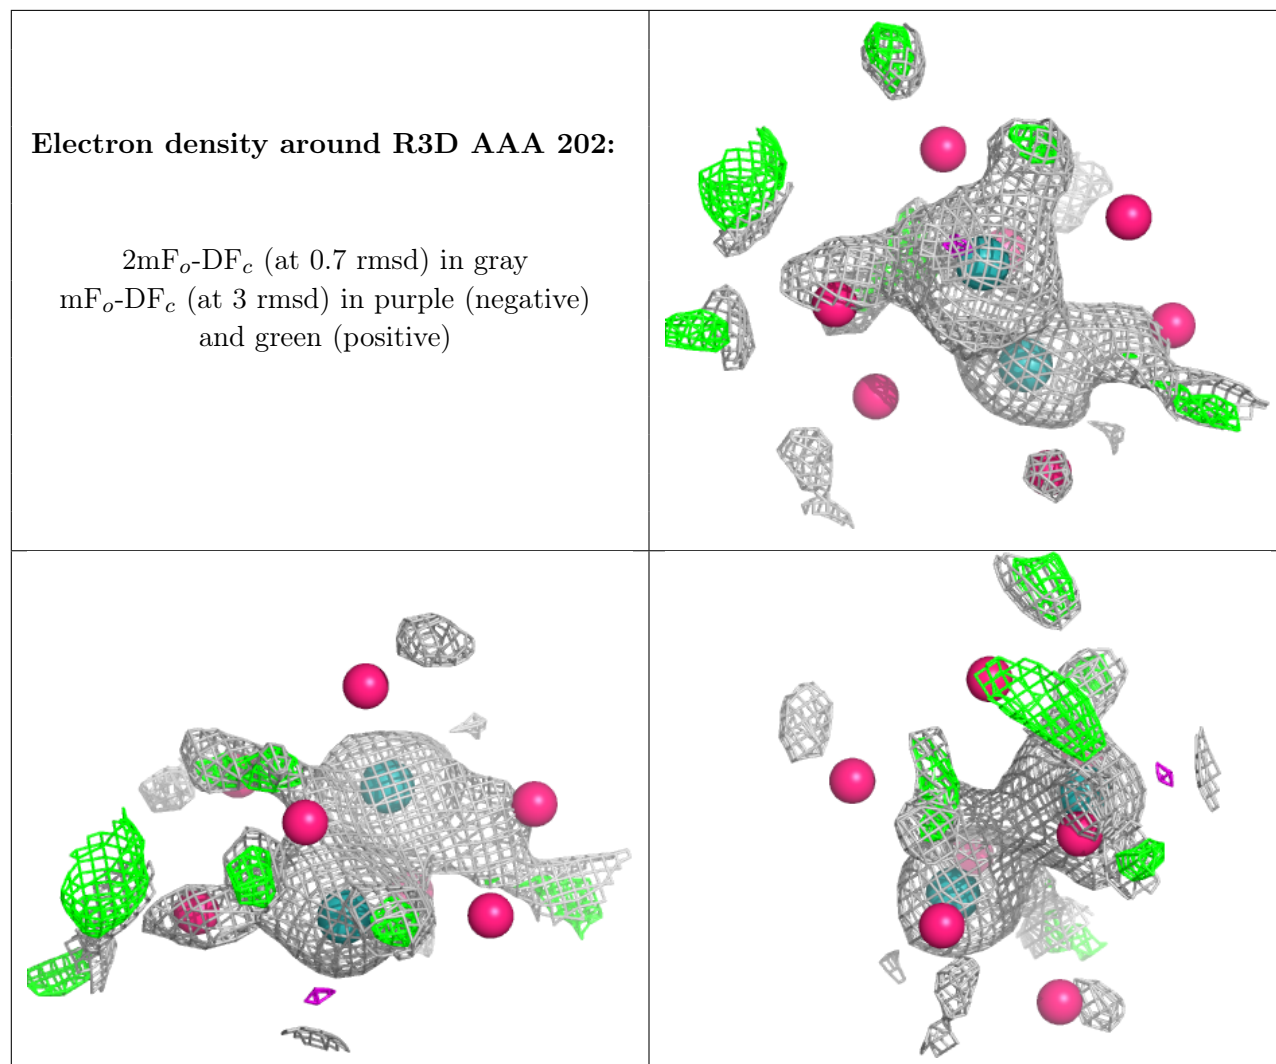 Electron density around R3D AAA 202:
2mFo-DFc (at 0.7 rmsd) in gray
mFo-DFc (at 3 rmsd) in purple (negative)
and green (positive)